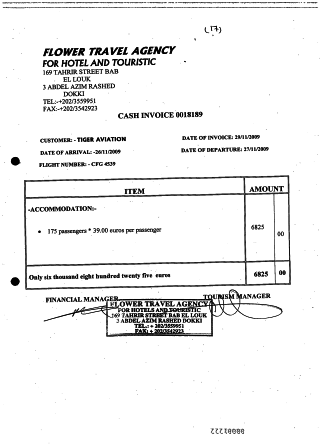 (17)
FLOWER TRAVEL AGENCY
FOR HOTEL AND TOURISTIC
169 TAHRIR STREET BAB
EL LOUK
3 ABDEL AZIM RASHED
DOKKI
TEL:-+202/3559951
FAX:-+202/3542923
CASH INVOICE 0018189
CUSTOMER: - TIGER AVIATION
DATE OF INVOICE: 29/11/2009
DATE OF ARRIVAL: -26/11/2009
DATE OF DEPARTURE: 27/11/2009
FLIGHT NUMBER: - CFG 4539
ITEM AMOUNT
-ACCOMMODATION:-
• 175 passengers * 39.00 euros per passenger 6825 00
Only six thousand eight hundred twenty five euros 6825 00
FINANCIAL MANAGER TOURISM MANAGER
FLOWER TRAVEL AGENCY
FOR HOTELS AND TOURISTIC
169 TAHRIR STREET BAB EL LOUK
3 ABDEL AZIM RASHED DOKKI
TEL.: + 202/3559951
FAX: + 202/3542923